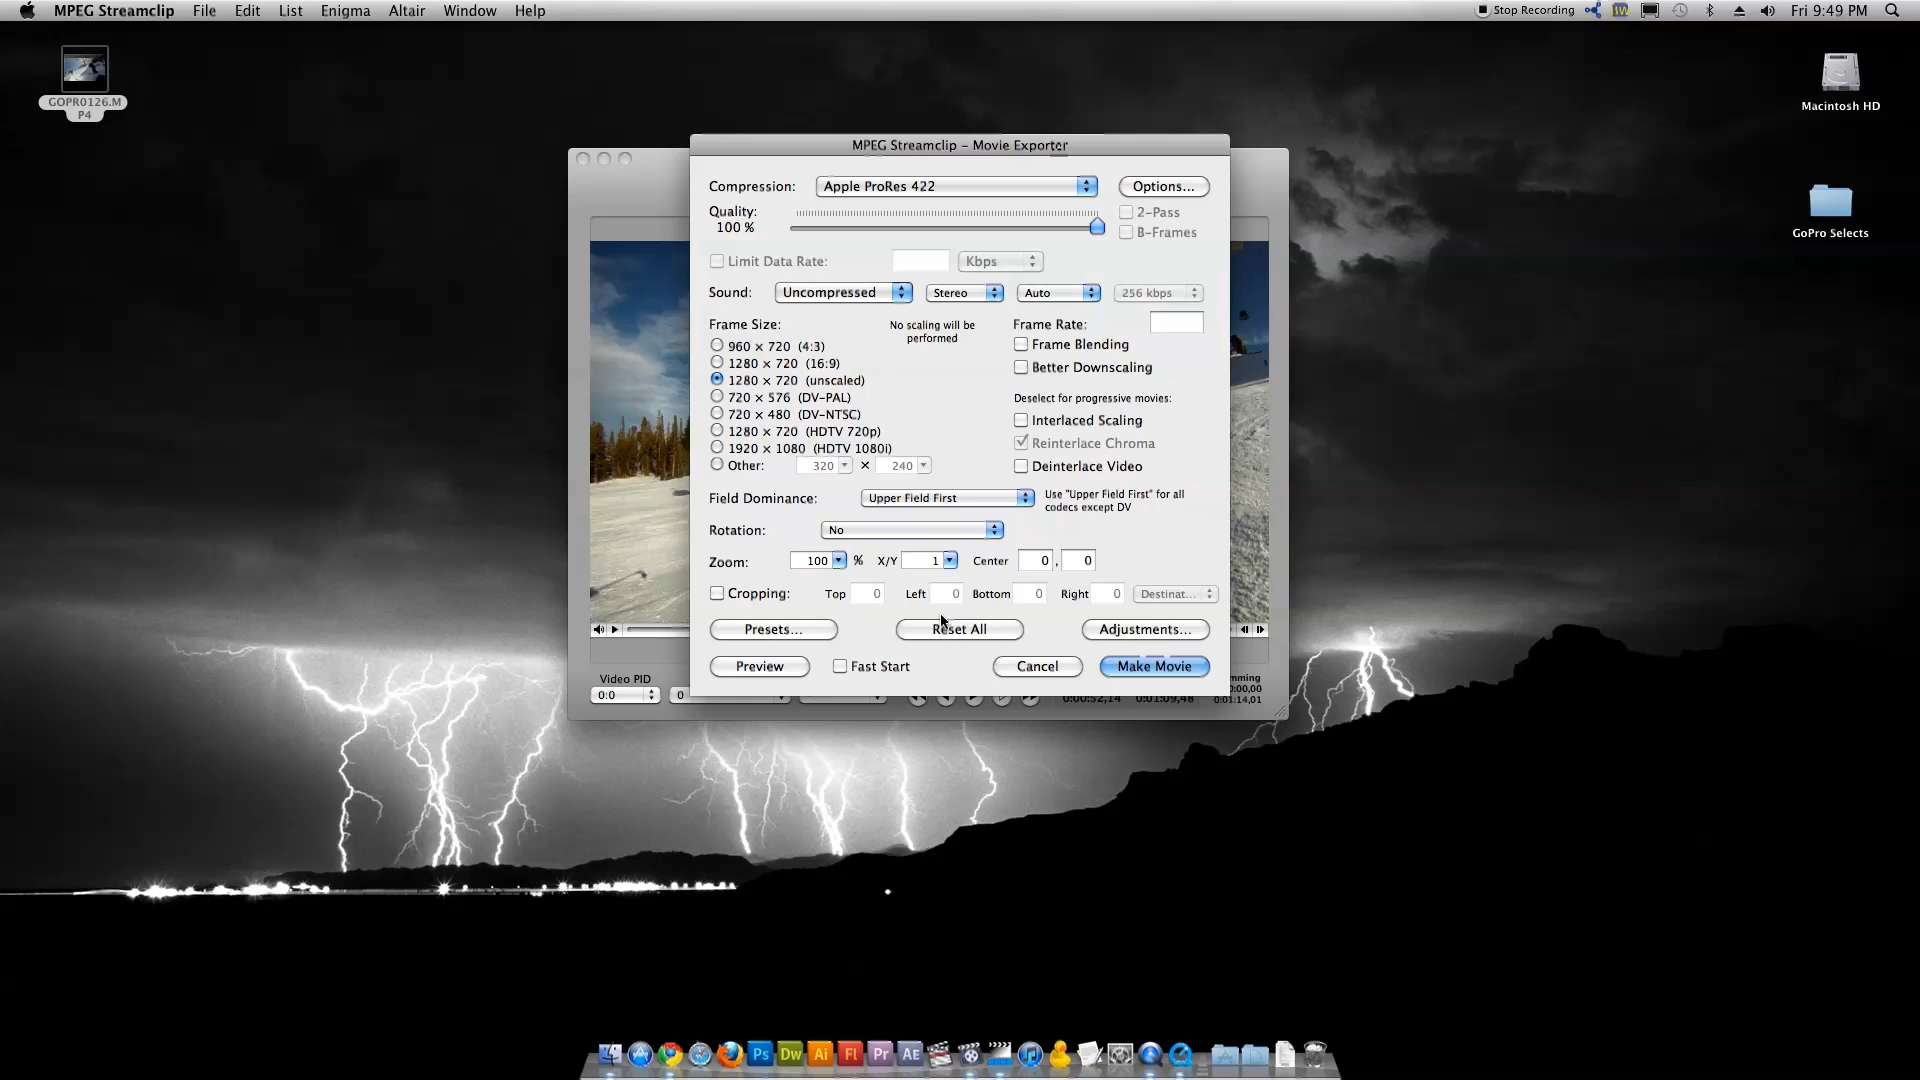 MPEG Streamclip File Edit List Enigma Altair Window Help Stop Recording Fri 9:49 PM
GOPR0126.M
P4
Macintosh HD
GoPro Selects
MPEG Streamclip – Movie Exporter
Compression: Apple ProRes 422 Options...
Quality: 2-Pass
100 % B-Frames
Limit Data Rate: Kbps
Sound: Uncompressed Stereo Auto 256 kbps
Frame Size: No scaling will be performed Frame Rate:
960 × 720 (4:3) Frame Blending
1280 × 720 (16:9) Better Downscaling
1280 × 720 (unscaled)
720 × 576 (DV-PAL) Deselect for progressive movies:
720 × 480 (DV-NTSC) Interlaced Scaling
1280 × 720 (HDTV 720p) Reinterlace Chroma
1920 × 1080 (HDTV 1080i)
Other: 320 × 240 Deinterlace Video
Field Dominance: Upper Field First Use "Upper Field First" for all
codecs except DV
Rotation: No
Zoom: 100 % X/Y 1 Center 0 , 0
Cropping: Top 0 Left 0 Bottom 0 Right 0 Destinat...
Presets... Reset All Adjustments...
Preview Fast Start Cancel Make Movie
Video PID
0:0 0
Ps Dw Ai Fl Pr Ae